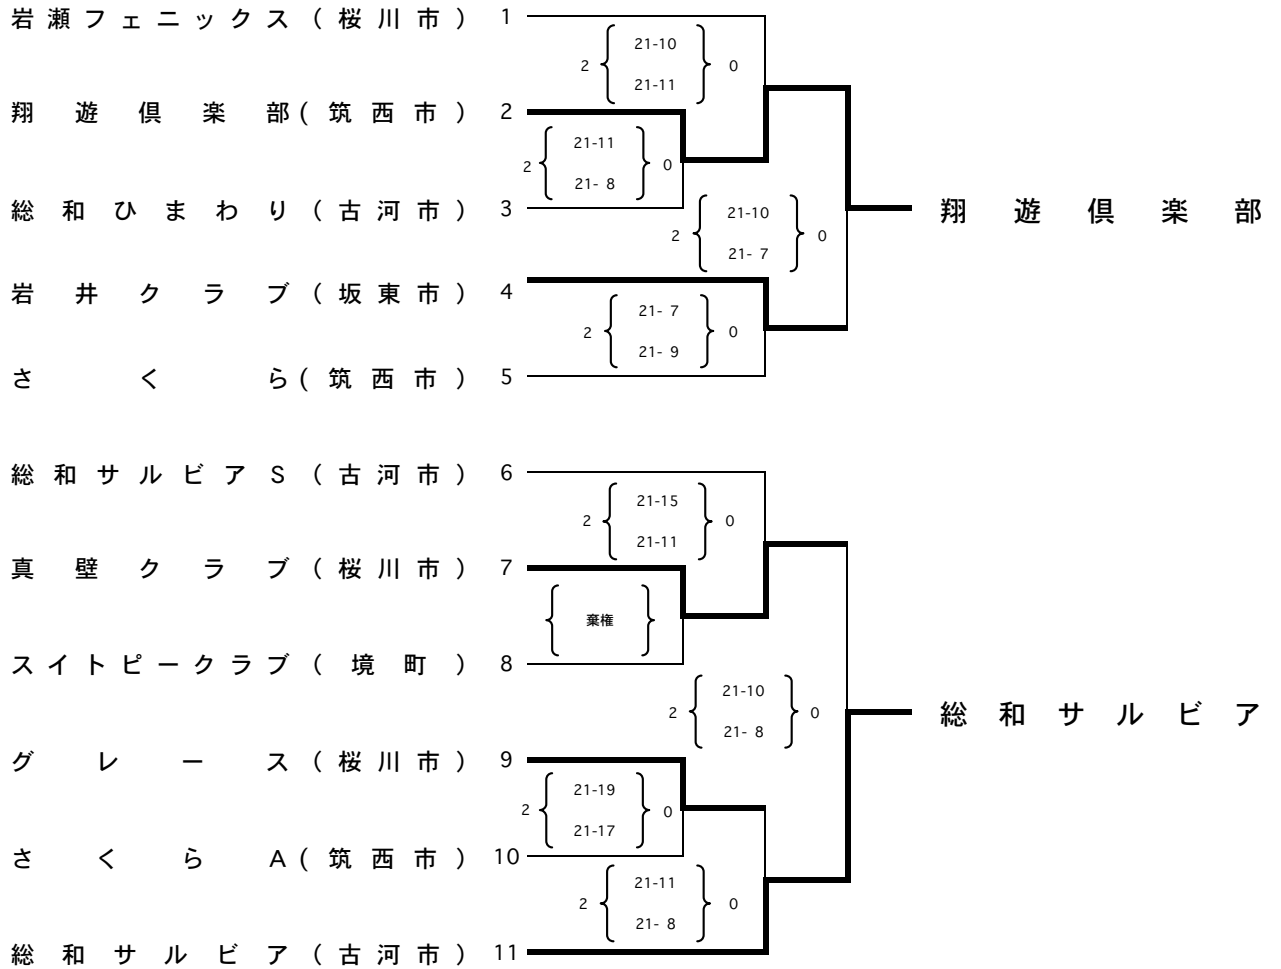 岩瀬フェニックス(桜川市) 1
21-10
2 0
21-11
翔遊倶楽部(筑西市) 2
21-11
2 0
21- 8
総和ひまわり(古河市) 3
21-10
2 0
21- 7
翔遊倶楽部
岩井クラブ(坂東市) 4
21- 7
2 0
21- 9
さくら(筑西市) 5
総和サルビアS(古河市) 6
21-15
2 0
21-11
真壁クラブ(桜川市) 7
棄権
スイトピークラブ(境町) 8
21-10
2 0
21- 8
総和サルビア
グレース(桜川市) 9
21-19
2 0
21-17
さくらA(筑西市) 10
21-11
2 0
21- 8
総和サルビア(古河市) 11